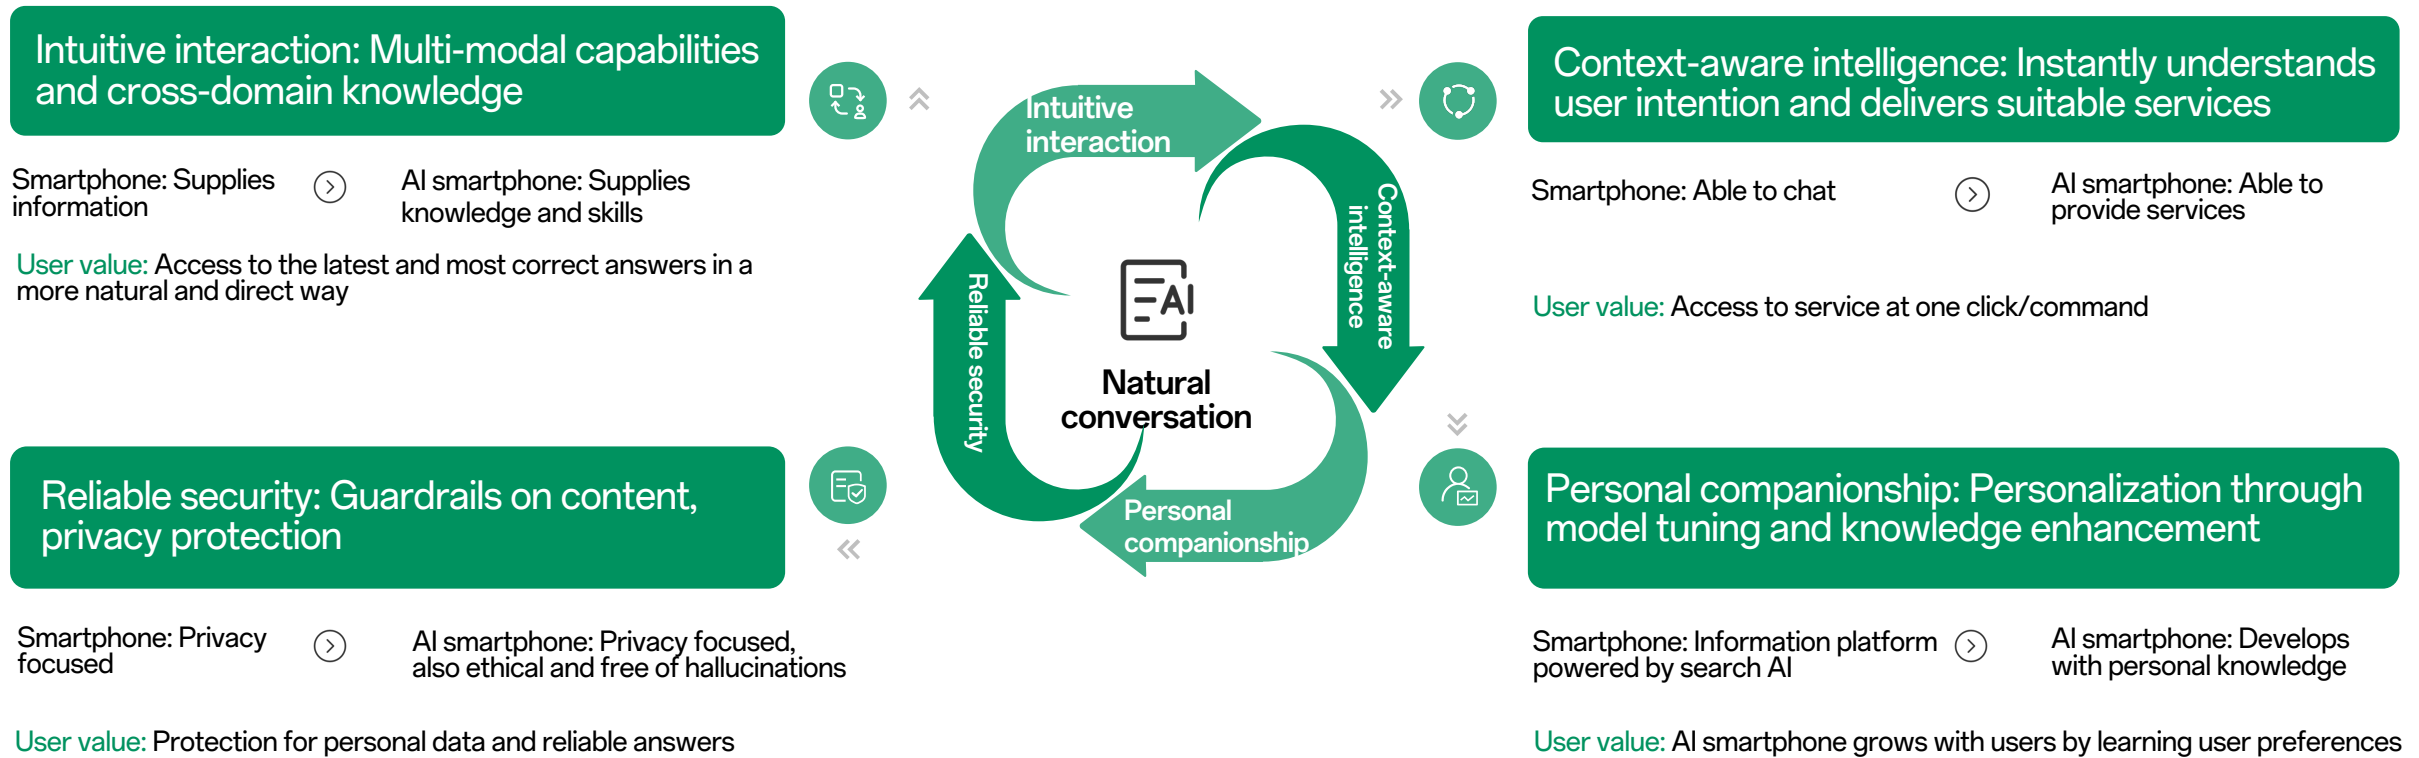 Intuitive interaction: Multi-modal capabilities
and cross-domain knowledge
Smartphone: Supplies
information
AI smartphone: Supplies
knowledge and skills
User value: Access to the latest and most correct answers in a
more natural and direct way
Intuitive
interaction
Context-aware
intelligence
Personal
companionship
Reliable security
AI
Natural
conversation
Context-aware intelligence: Instantly understands
user intention and delivers suitable services
Smartphone: Able to chat
AI smartphone: Able to
provide services
User value: Access to service at one click/command
Reliable security: Guardrails on content,
privacy protection
Smartphone: Privacy
focused
AI smartphone: Privacy focused,
also ethical and free of hallucinations
User value: Protection for personal data and reliable answers
Personal companionship: Personalization through
model tuning and knowledge enhancement
Smartphone: Information platform
powered by search AI
AI smartphone: Develops
with personal knowledge
User value: AI smartphone grows with users by learning user preferences